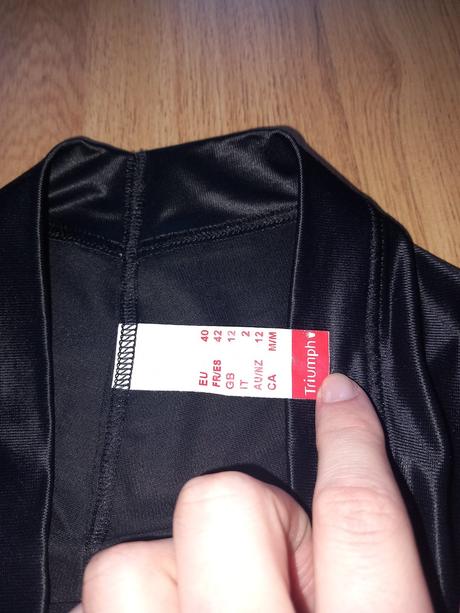 Triumph
EU 40
FR/ES 42
GB 12
IT 2
AU/NZ 12
CA M/M